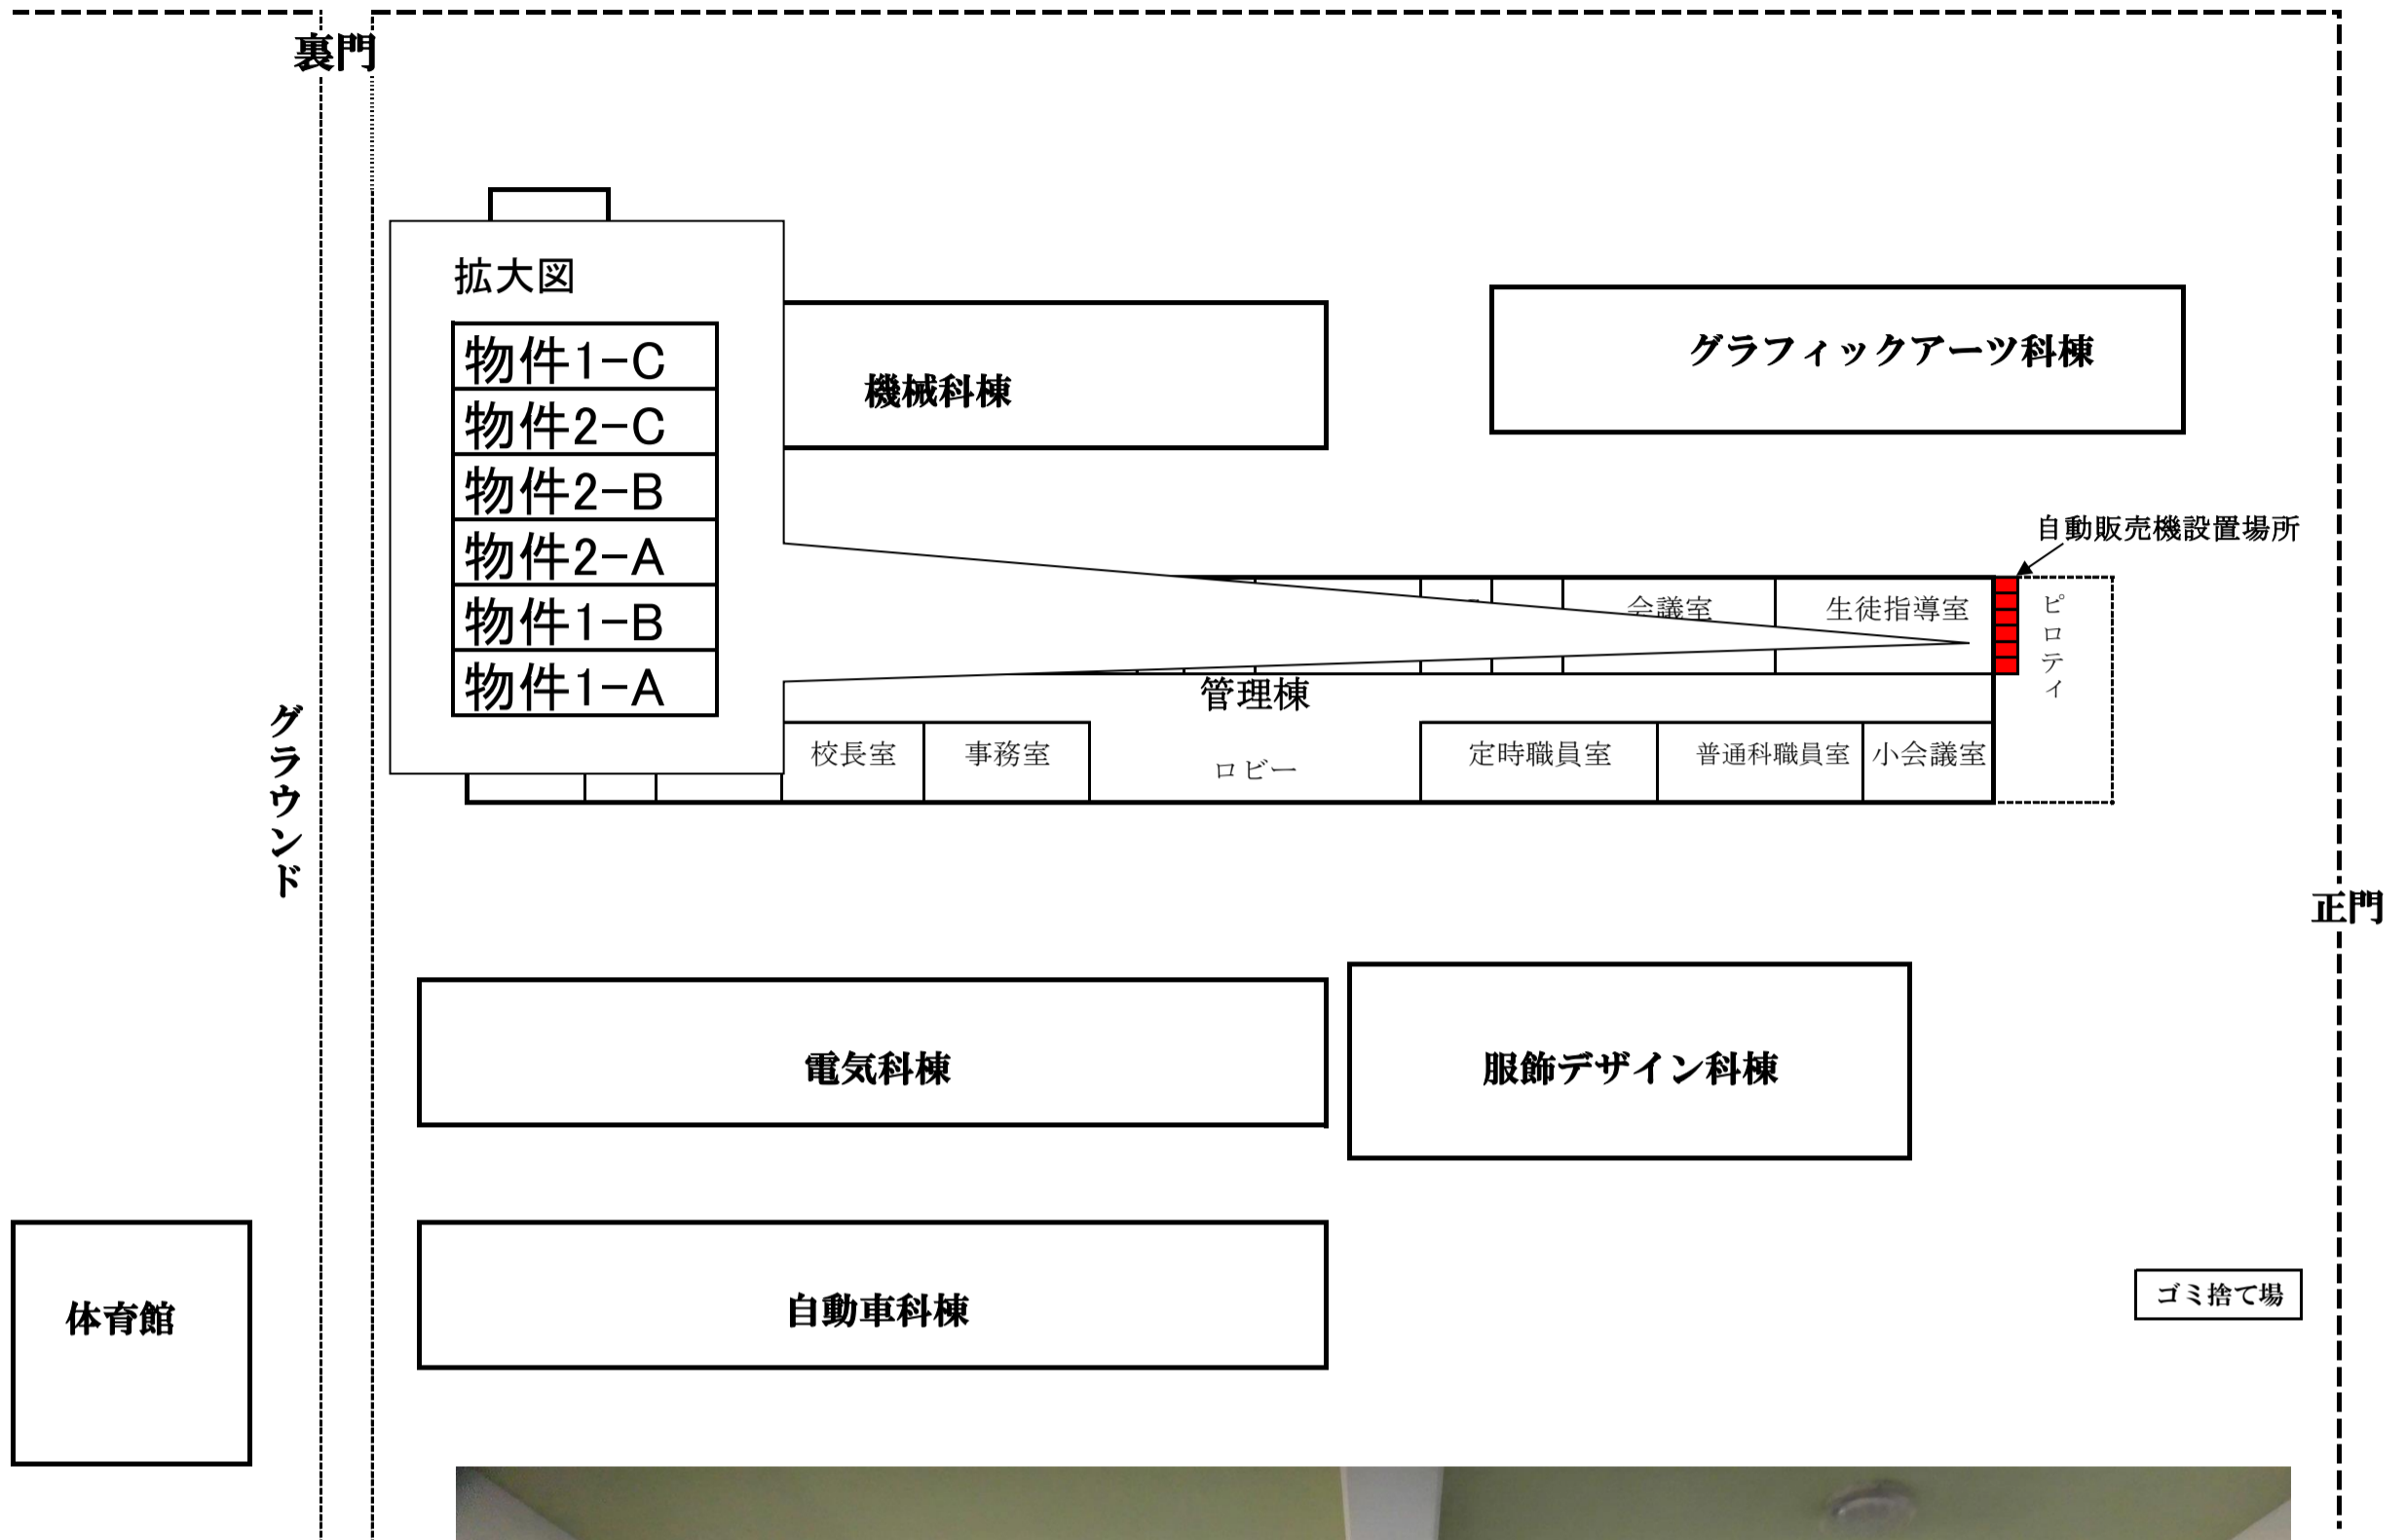 裏門
拡大図
物件1-C
物件2-C
物件2-B
物件2-A
物件1-B
物件1-A
機械科棟
グラフィックアーツ科棟
自動販売機設置場所
会議室
生徒指導室
ピロティ
管理棟
校長室
事務室
ロビー
定時職員室
普通科職員室
小会議室
グラウンド
正門
電気科棟
服飾デザイン科棟
体育館
自動車科棟
ゴミ捨て場